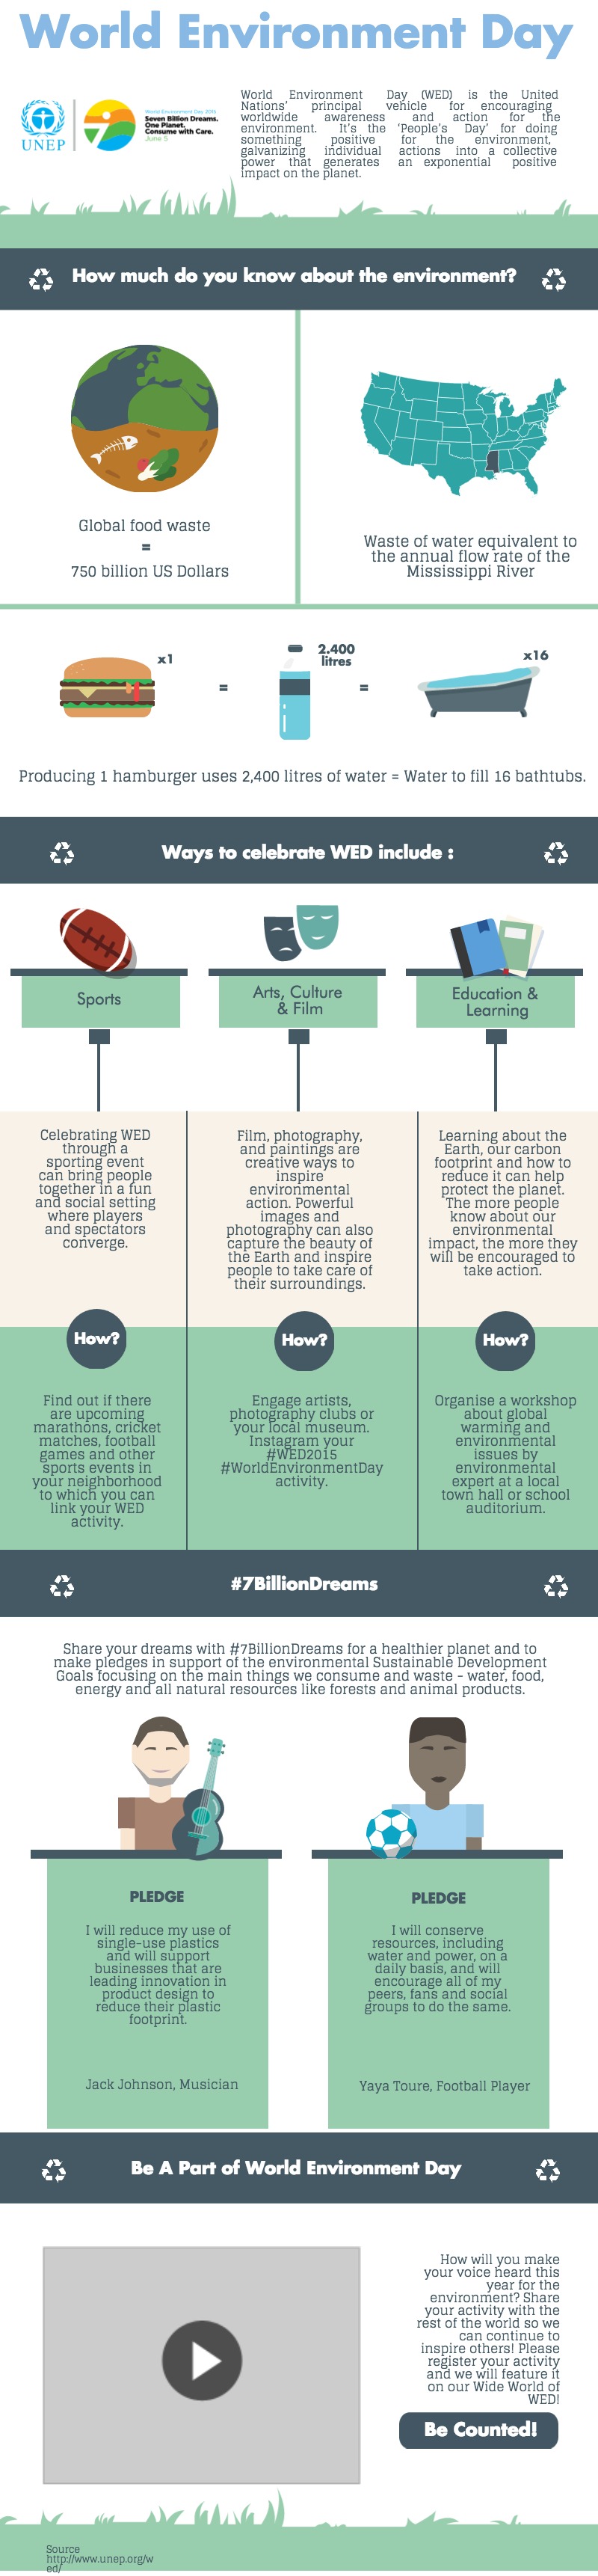 World Environment Day
UNEP
World Environment Day 2015
Seven Billion Dreams.
One Planet.
Consume with Care.
June 5
World Environment Day (WED) is the United
Nations' principal vehicle for encouraging
worldwide awareness and action for the
environment. It's the 'People's Day' for doing
something positive for the environment,
galvanizing individual actions into a collective
power that generates an exponential positive
impact on the planet.
How much do you know about the environment?
Global food waste
=
750 billion US Dollars
Waste of water equivalent to
the annual flow rate of the
Mississippi River
x1
=
2.400
litres
=
x16
Producing 1 hamburger uses 2,400 litres of water = Water to fill 16 bathtubs.
Ways to celebrate WED include :
Sports
Arts, Culture
& Film
Education &
Learning
Celebrating WED
through a
sporting event
can bring people
together in a fun
and social setting
where players
and spectators
converge.
Film, photography,
and paintings are
creative ways to
inspire
environmental
action. Powerful
images and
photography can also
capture the beauty of
the Earth and inspire
people to take care of
their surroundings.
Learning about the
Earth, our carbon
footprint and how to
reduce it can help
protect the planet.
The more people
know about our
environmental
impact, the more they
will be encouraged to
take action.
How?
How?
How?
Find out if there
are upcoming
marathons, cricket
matches, football
games and other
sports events in
your neighborhood
to which you can
link your WED
activity.
Engage artists,
photography clubs or
your local museum.
Instagram your
#WED2015
#WorldEnvironmentDay
activity.
Organise a workshop
about global
warming and
environmental
issues by
environmental
expert at a local
town hall or school
auditorium.
#7BillionDreams
Share your dreams with #7BillionDreams for a healthier planet and to
make pledges in support of the environmental Sustainable Development
Goals focusing on the main things we consume and waste - water, food,
energy and all natural resources like forests and animal products.
PLEDGE
I will reduce my use of
single-use plastics
and will support
businesses that are
leading innovation in
product design to
reduce their plastic
footprint.
Jack Johnson, Musician
PLEDGE
I will conserve
resources, including
water and power, on a
daily basis, and will
encourage all of my
peers, fans and social
groups to do the same.
Yaya Toure, Football Player
Be A Part of World Environment Day
How will you make
your voice heard this
year for the
environment? Share
your activity with the
rest of the world so we
can continue to
inspire others! Please
register your activity
and we will feature it
on our Wide World of
WED!
Be Counted!
Source
http://www.unep.org/w
ed/